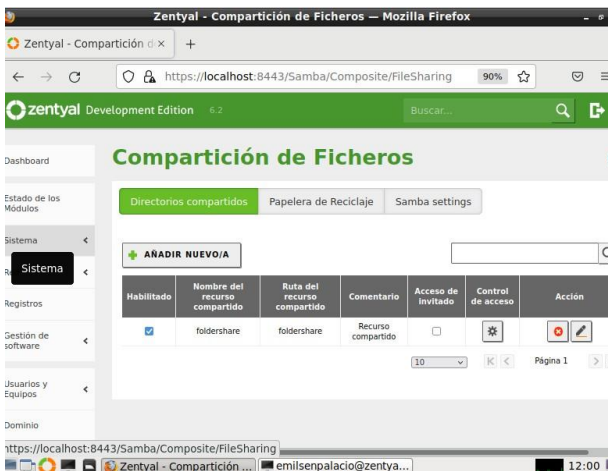 Zentyal - Compartición de Ficheros — Mozilla Firefox
Zentyal - Compartición d
https://localhost:8443/Samba/Composite/FileSharing 90%
zentyal Development Edition 6.2 Buscar...
Dashboard
Estado de los
Módulos
Sistema
Sistema
Registros
Gestión de
software
Usuarios y
Equipos
Dominio
Compartición de Ficheros
Directorios compartidos Papelera de Reciclaje Samba settings
AÑADIR NUEVO/A
Habilitado Nombre del recurso compartido Ruta del recurso compartido Comentario Acceso de invitado Control de acceso Acción
foldershare foldershare Recurso compartido
10 Página 1
https://localhost:8443/Samba/Composite/FileSharing
Zentyal - Compartición ... emilsenpalacio@zentya... 12:00